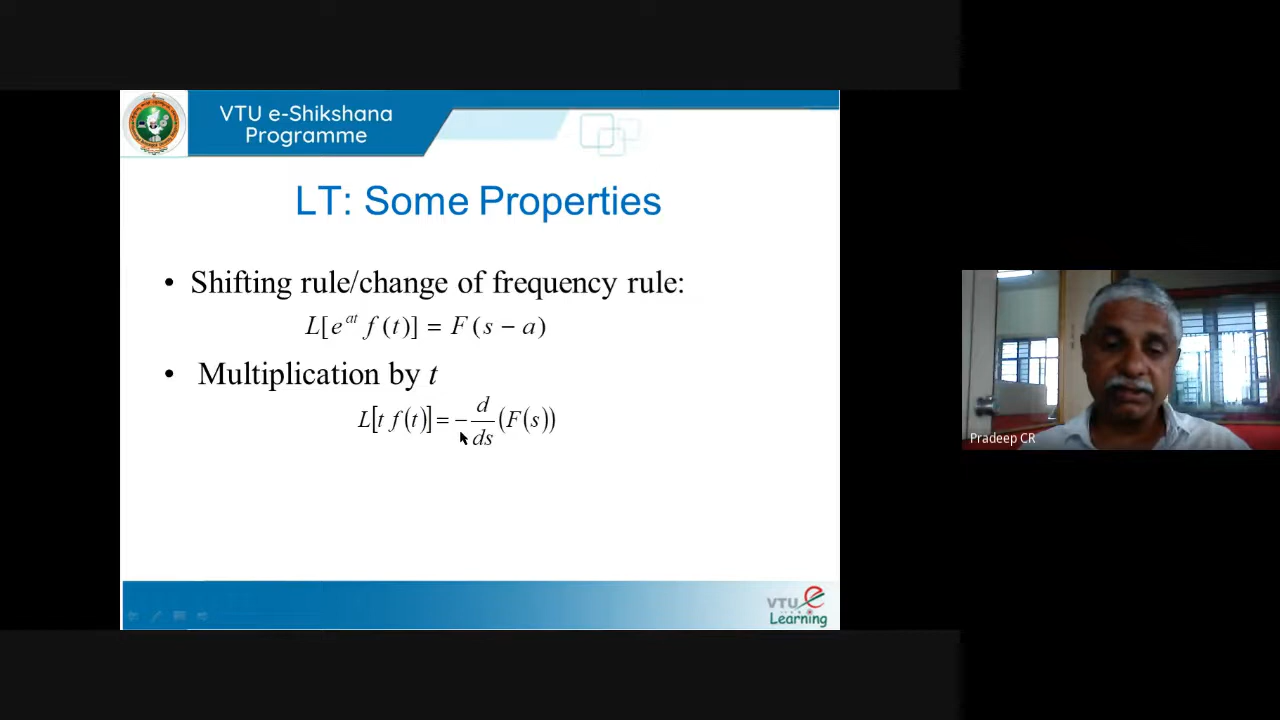 VTU e-Shikshana
Programme
LT: Some Properties
• Shifting rule/change of frequency rule:
L[e^{at} f(t)] = F(s − a)
• Multiplication by t
L[t f(t)] = − d/ds (F(s))
Pradeep CR
VTU e
Learning